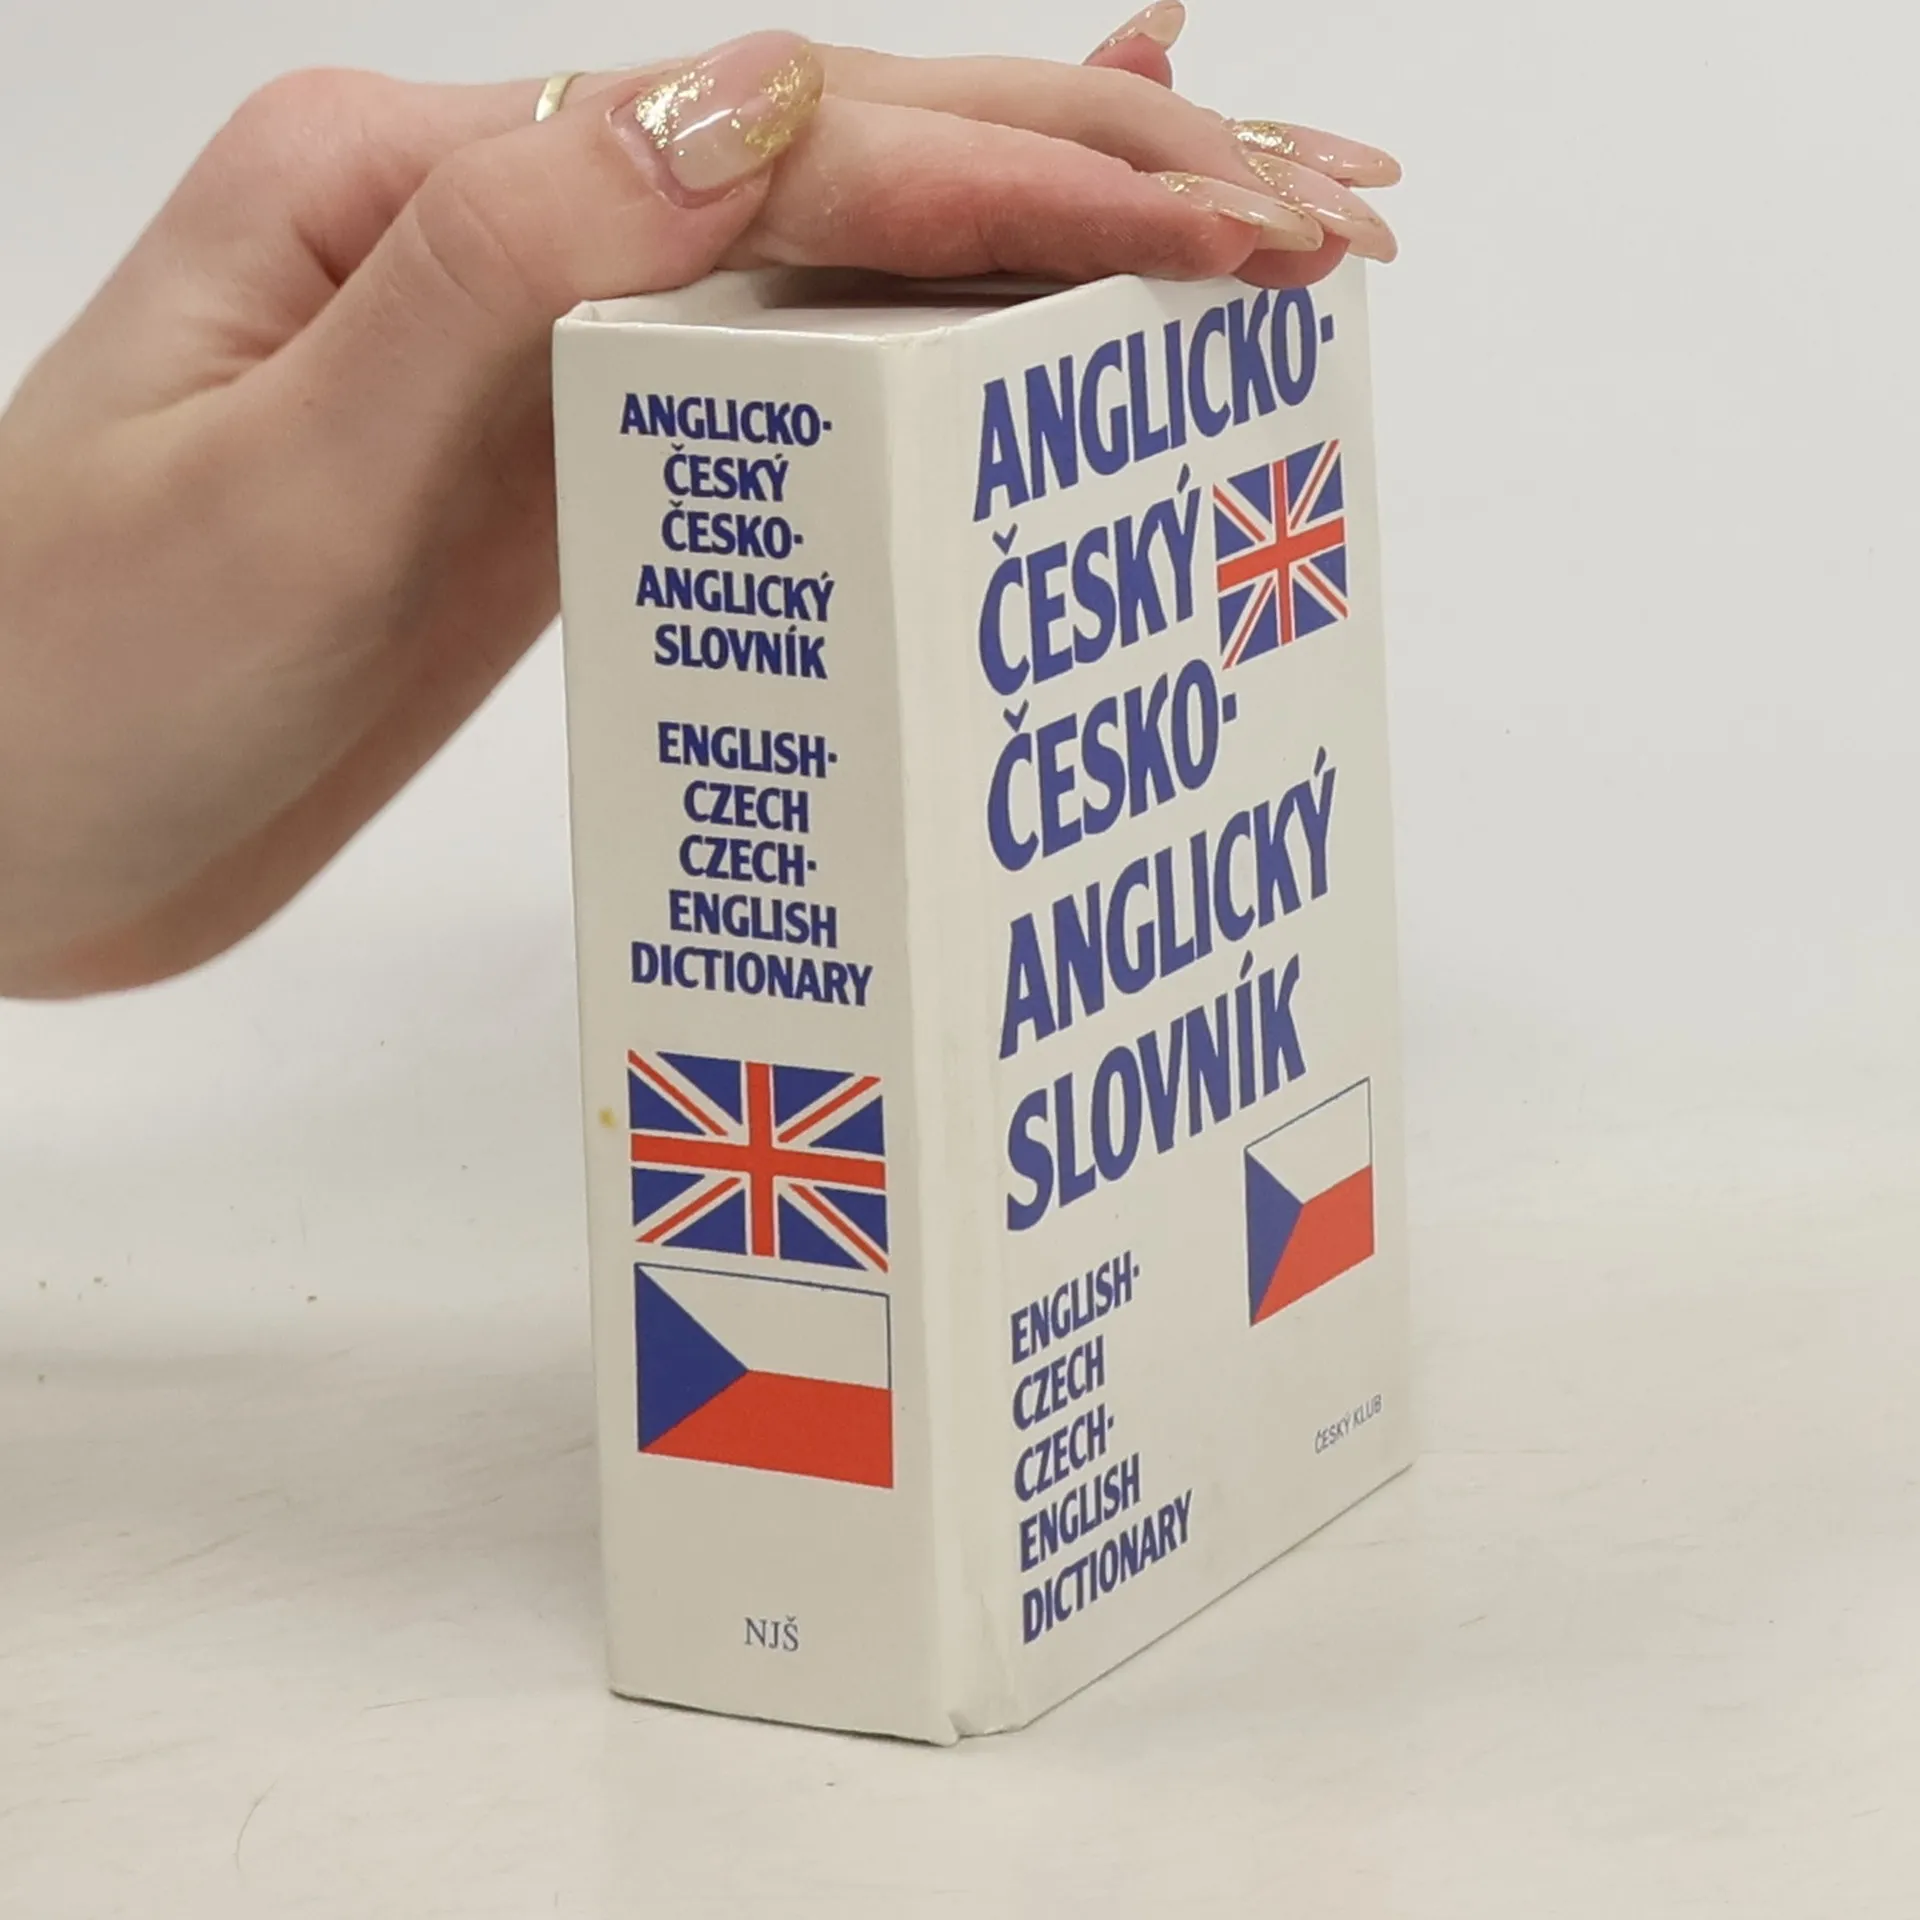 ANGLICKO-
ČESKÝ
ČESKO-
ANGLICKÝ
SLOVNÍK
ENGLISH-
CZECH
CZECH-
ENGLISH
DICTIONARY
NJŠ
ANGLICKO-
ČESKÝ
ČESKO-
ANGLICKÝ
SLOVNÍK
ENGLISH-
CZECH
CZECH-
ENGLISH
DICTIONARY
ČESKÝ KLUB